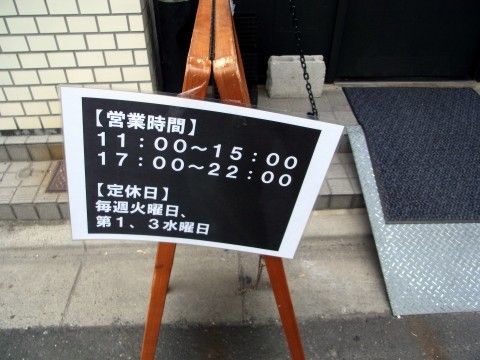 【営業時間】
11：00～15：00
17：00～22：00
【定休日】
毎週火曜日、
第1、3水曜日